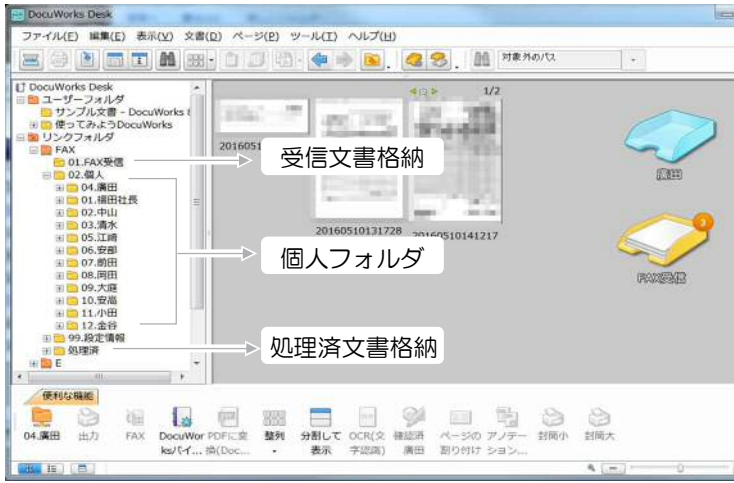 DocuWorks Desk
ファイル(F) 編集(E) 表示(V) 文書(D) ページ(P) ツール(T) ヘルプ(H)
対象外のパス
DocuWorks Desk
ユーザーフォルダ
サンプル文書 - DocuWorks
使ってみようDocuWorks
リンクフォルダ
FAX
01.FAX受信
02.個人
04.廣田
01.福田社長
02.中山
03.清水
05.江崎
06.安部
07.前田
08.岡田
09.大庭
10.安高
11.小田
12.金谷
99.設定情報
処理済
E
1/2
2016051
20160510131728
20160510141217
受信文書格納
個人フォルダ
処理済文書格納
廣田
3
FAX受信
便利な機能
04.廣田 出力 FAX DocuWor PDFに変 整列 分割して OCR(文 確認済 ページの アノテー 封筒小 封筒大
ksバイ... 換(Doc... 表示 字認識) 廣田 割り付け ション...